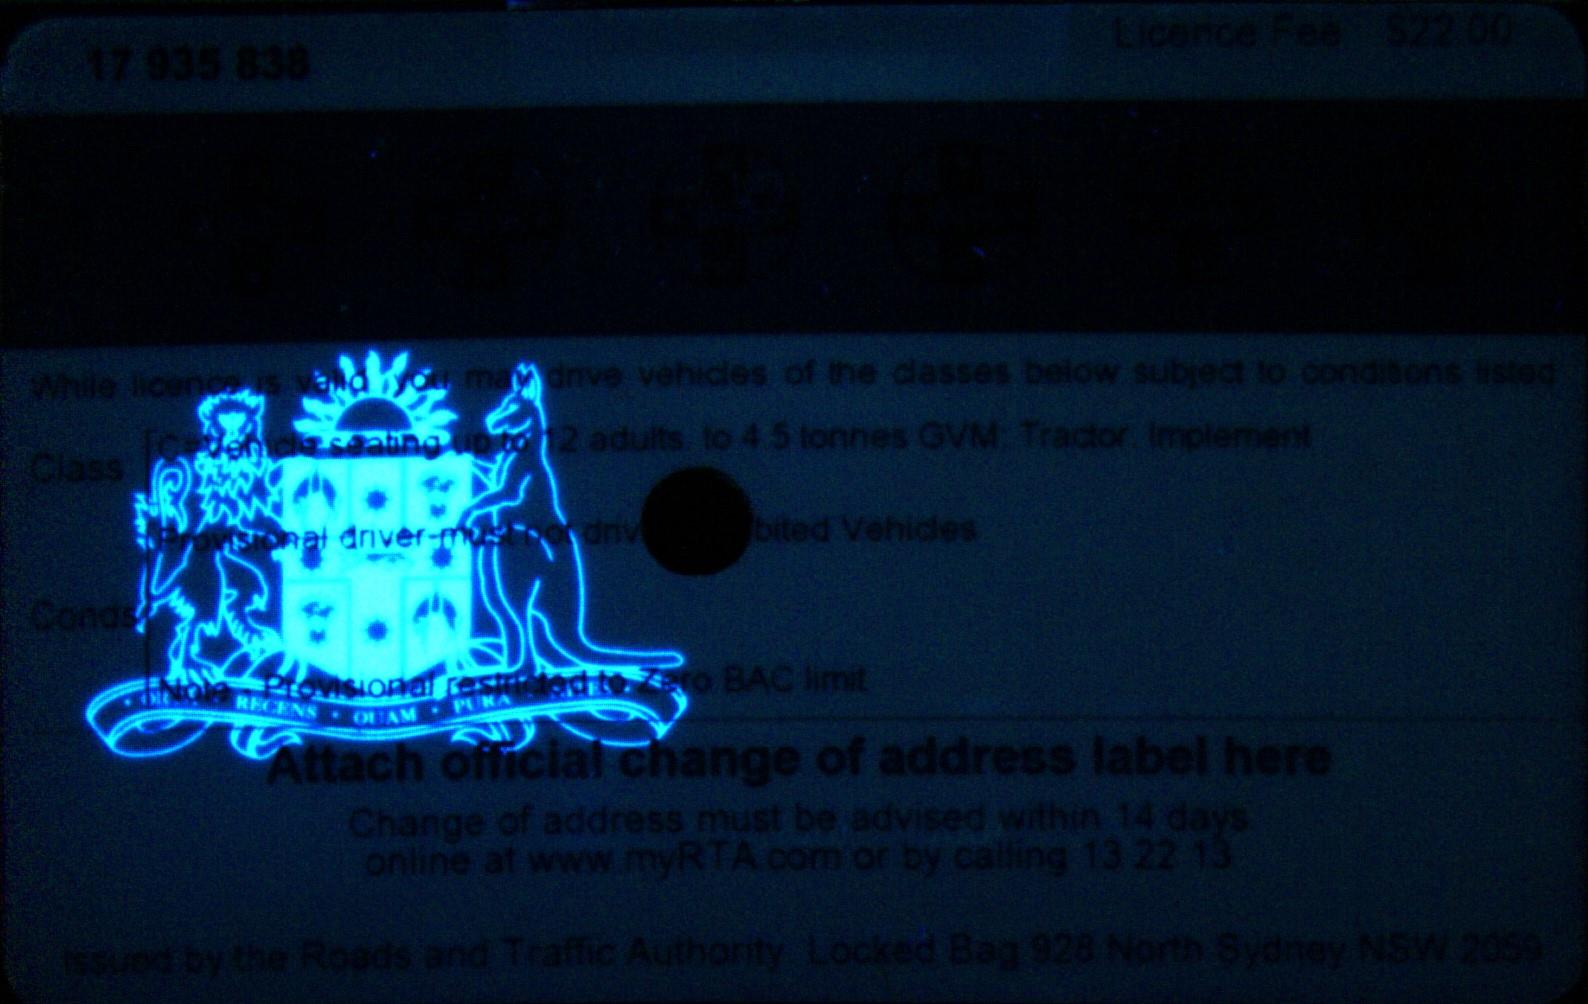 Licence Fee $22.00
17 935 838
While licence is valid you may drive vehicles of the classes below subject to conditions listed
Class C=Vehicle seating up to 12 adults, to 4.5 tonnes GVM; Tractor; Implement
Provisional driver-must not bited Vehicles
Conds
Note - Provisional restricted to Zero BAC limit
RECENS • QUAM • PURA
Attach official change of address label here
Change of address must be advised within 14 days
online at www.myRTA.com or by calling 13 22 13
Issued by the Roads and Traffic Authority Locked Bag 928 North Sydney NSW 2059